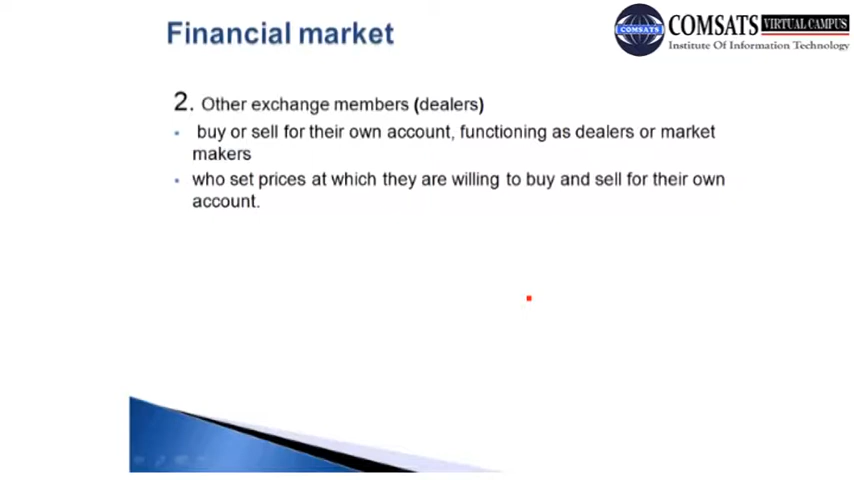 Financial market
COMSATS
COMSATS
VIRTUAL CAMPUS
Institute Of Information Technology
2. Other exchange members (dealers)
buy or sell for their own account, functioning as dealers or market
makers
who set prices at which they are willing to buy and sell for their own
account.